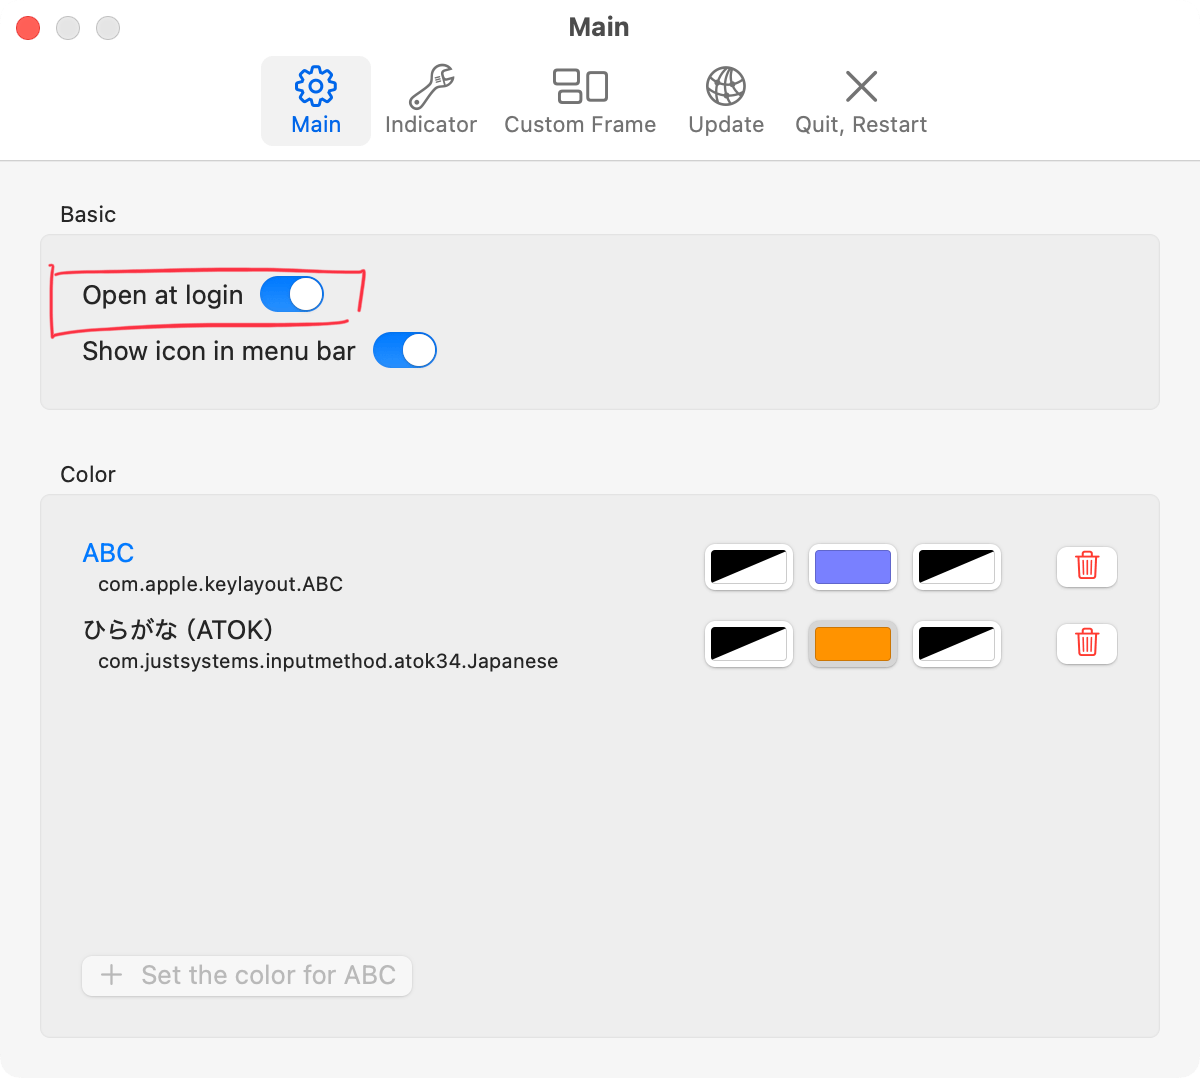 Main
Main
Indicator
Custom Frame
Update
Quit, Restart
Basic
Open at login
Show icon in menu bar
Color
ABC
com.apple.keylayout.ABC
ひらがな (ATOK)
com.justsystems.inputmethod.atok34.Japanese
Set the color for ABC